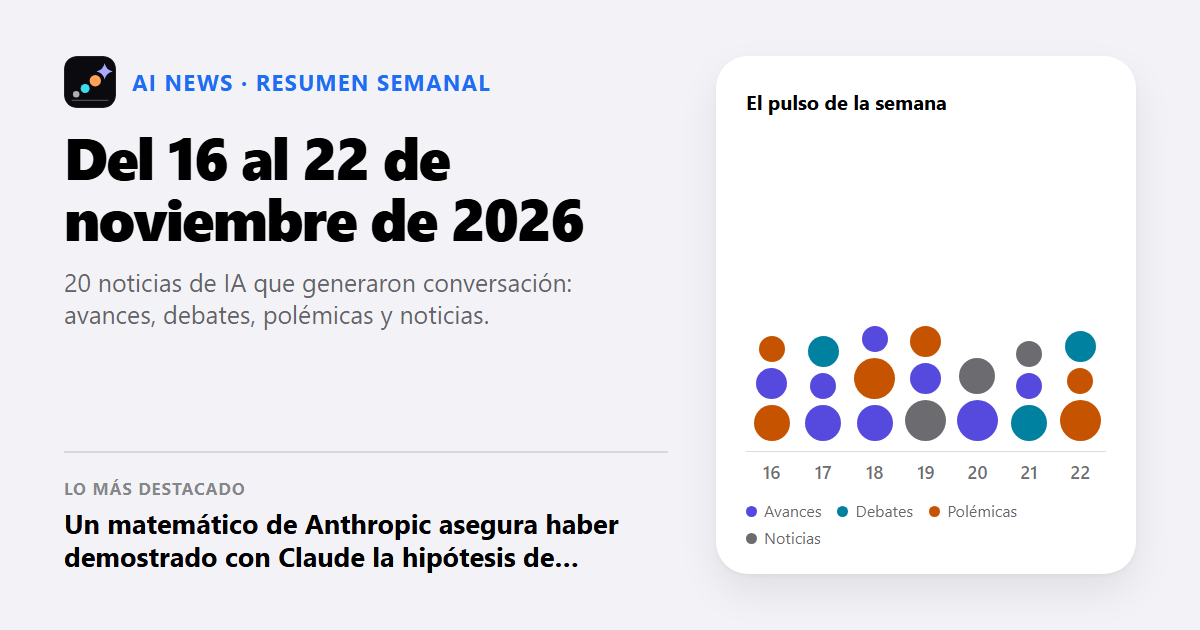 AI NEWS · RESUMEN SEMANAL
Del 16 al 22 de
noviembre de 2026
20 noticias de IA que generaron conversación:
avances, debates, polémicas y noticias.
LO MÁS DESTACADO
Un matemático de Anthropic asegura haber
demostrado con Claude la hipótesis de...
El pulso de la semana
16 17 18 19 20 21 22
Avances Debates Polémicas
Noticias